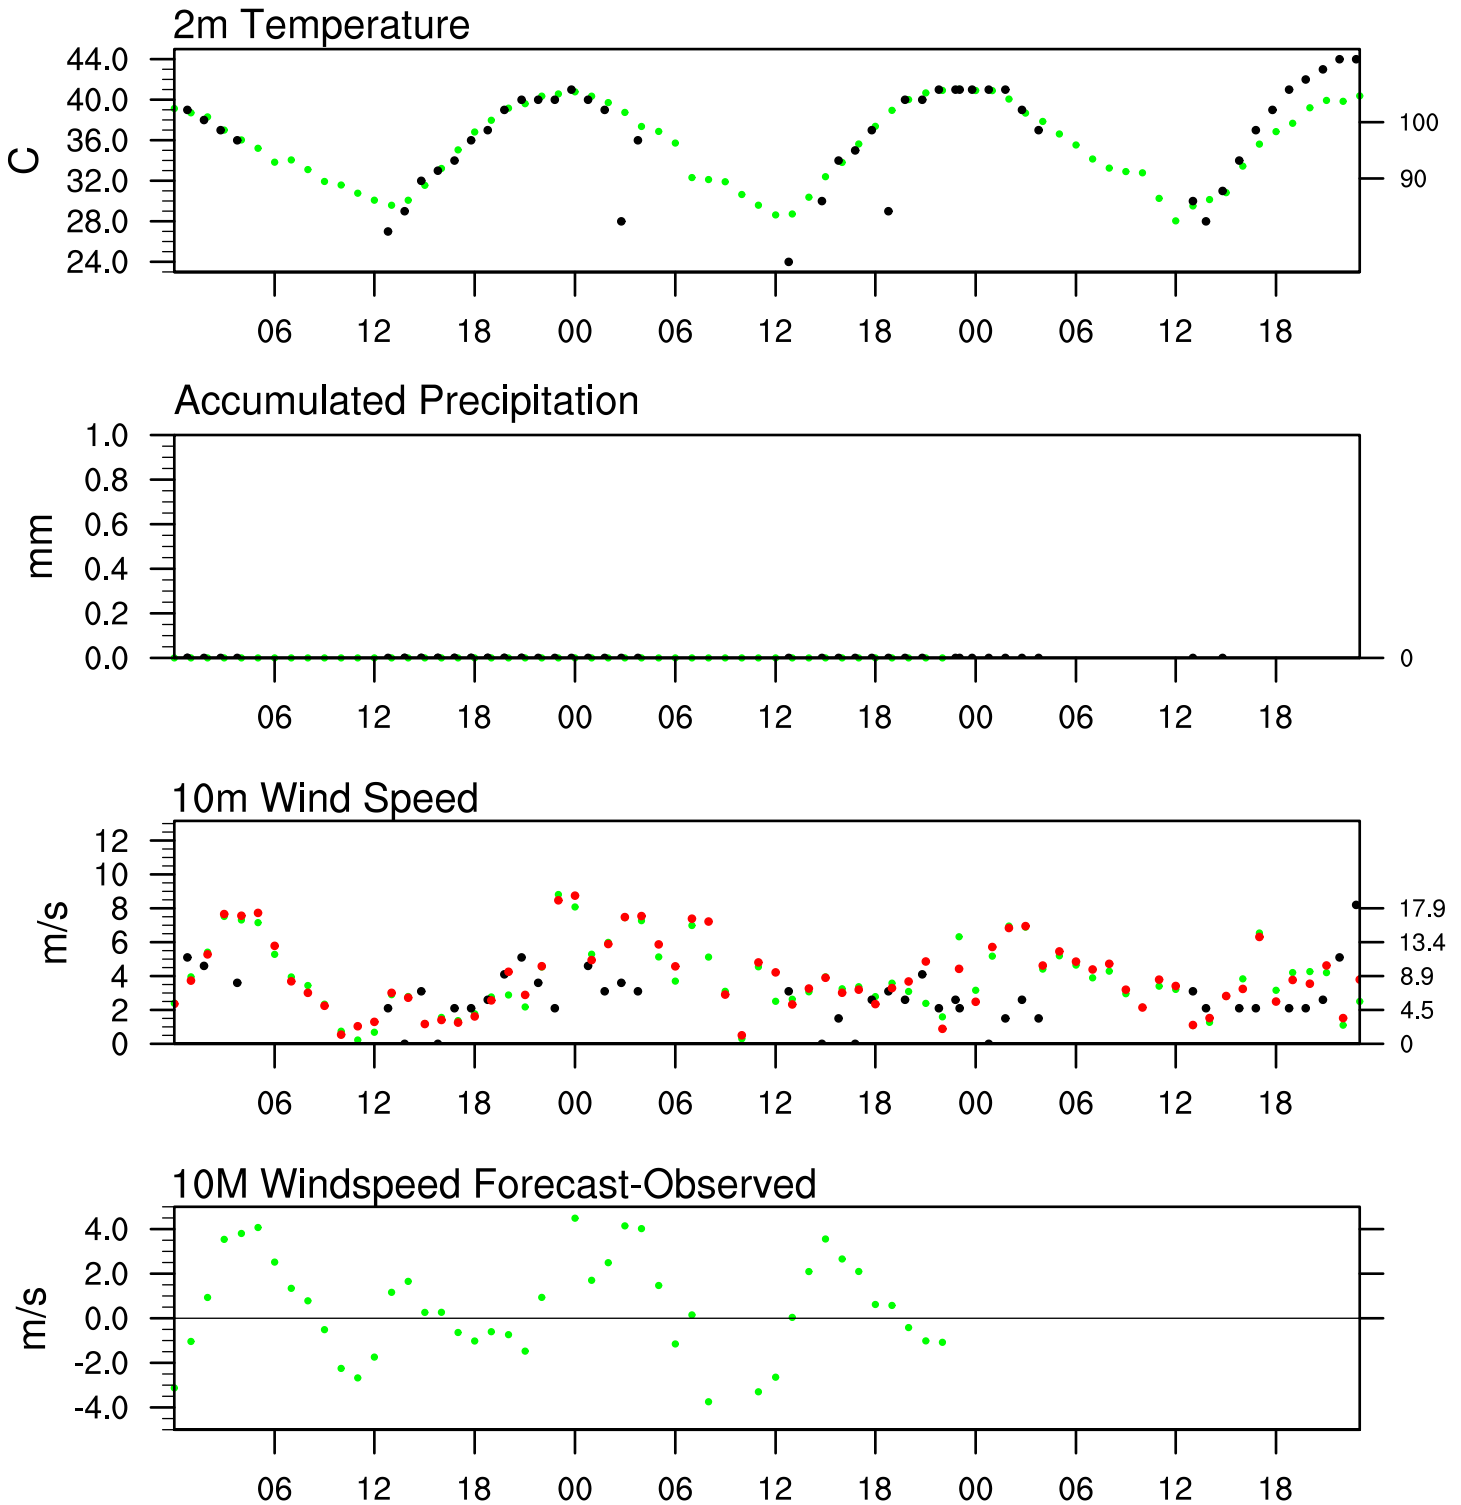 2m Temperature
44.0
40.0
36.0
32.0
28.0
24.0
C
100
90
06 12 18 00 06 12 18 00 06 12 18
Accumulated Precipitation
1.0
0.8
0.6
0.4
0.2
0.0
mm
0
06 12 18 00 06 12 18 00 06 12 18
10m Wind Speed
12
10
8
6
4
2
0
m/s
17.9
13.4
8.9
4.5
0
06 12 18 00 06 12 18 00 06 12 18
10M Windspeed Forecast-Observed
4.0
2.0
0.0
-2.0
-4.0
m/s
06 12 18 00 06 12 18 00 06 12 18